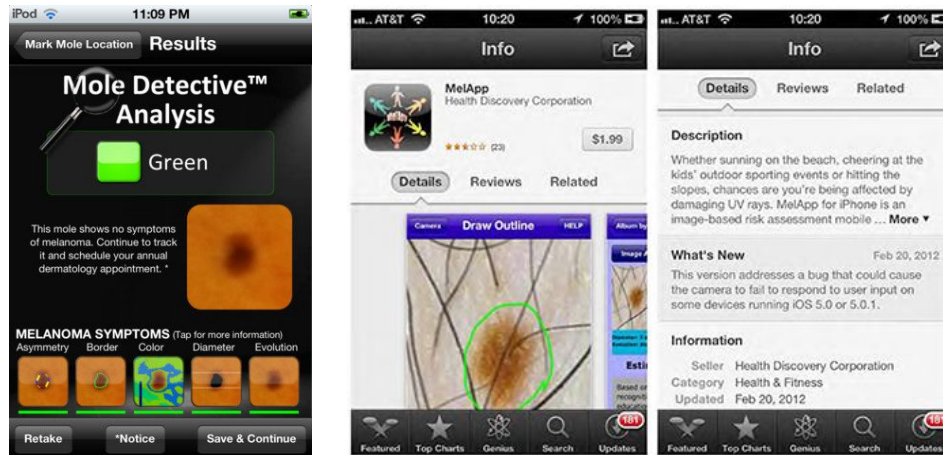 iPod
11:09 PM
Mark Mole Location
Results
Mole Detective™
Analysis
Green
This mole shows no symptoms
of melanoma. Continue to track
it and schedule your annual
dermatology appointment. *
MELANOMA SYMPTOMS (Tap for more information)
Asymmetry Border Color Diameter Evolution
Retake
*Notice
Save & Continue
AT&T 10:20 100%
Info
MelApp
Health Discovery Corporation
(23)
$1.99
Details Reviews Related
Camera Draw Outline HELP
Album by
Image A
Esti
Based on
recogniti
Featured Top Charts Genius Search Updates
181
AT&T 10:20 100%
Info
Details Reviews Related
Description
Whether sunning on the beach, cheering at the
kids' outdoor sporting events or hitting the
slopes, chances are you're being affected by
damaging UV rays. MelApp for iPhone is an
image-based risk assessment mobile ... More ▼
What's New Feb 20, 2012
This version addresses a bug that could cause
the camera to fail to respond to user input on
some devices running iOS 5.0 or 5.0.1.
Information
Seller Health Discovery Corporation
Category Health & Fitness
Updated Feb 20, 2012
Featured Top Charts Genius Search Updates
181